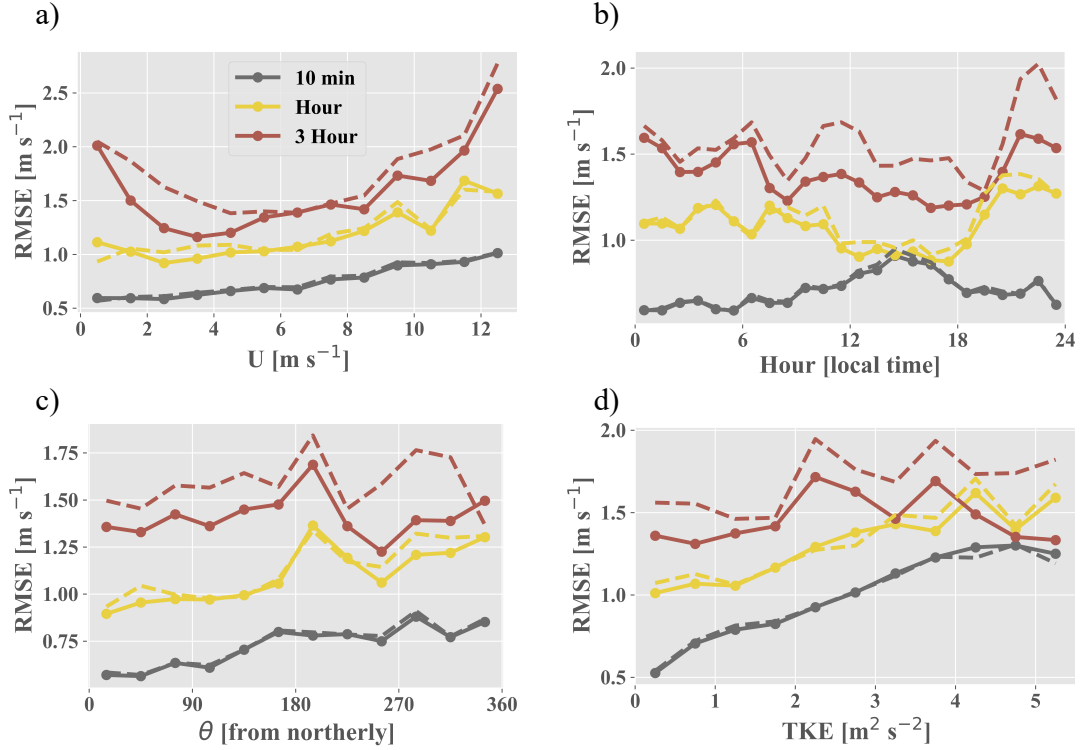 a)
b)
10 min
Hour
3 Hour
RMSE [m s⁻¹]
2.5
2.0
1.5
1.0
0.5
0 2 4 6 8 10 12
U [m s⁻¹]
RMSE [m s⁻¹]
2.0
1.5
1.0
0 6 12 18 24
Hour [local time]
c)
d)
RMSE [m s⁻¹]
1.75
1.50
1.25
1.00
0.75
0 90 180 270 360
θ [from northerly]
RMSE [m s⁻¹]
2.0
1.5
1.0
0.5
0 1 2 3 4 5
TKE [m² s⁻²]